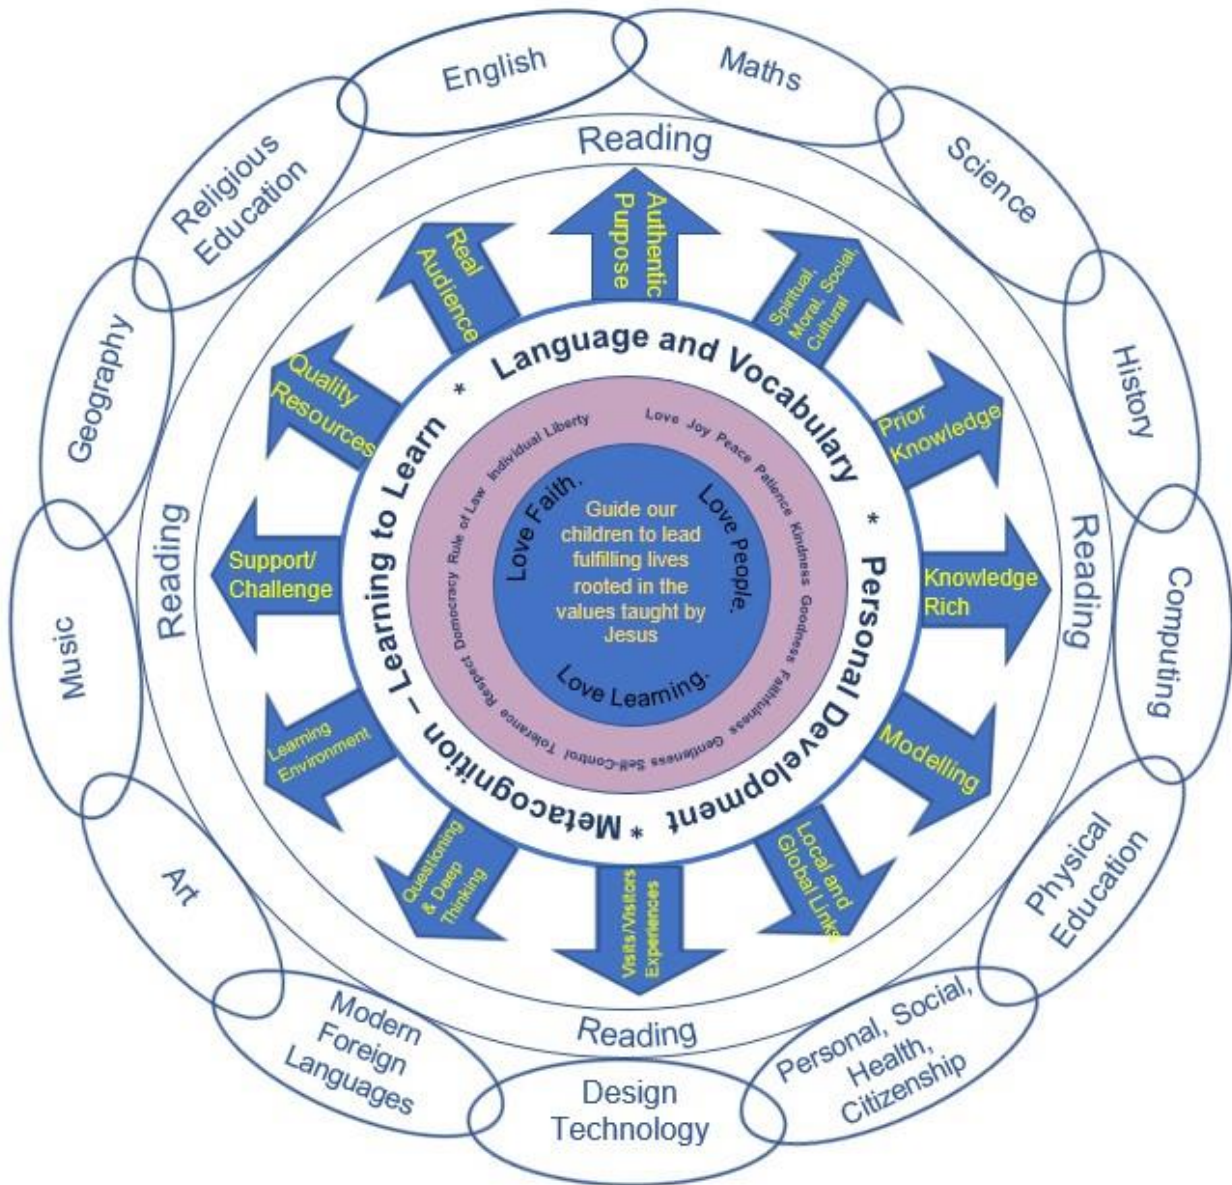 English
Maths
Science
History
Computing
Physical
Education
Personal, Social,
Health,
Citizenship
Design
Technology
Modern
Foreign
Languages
Art
Music
Geography
Religious
Education
Reading
Reading
Reading
Reading
Authentic
Purpose
Spiritual,
Moral, Social,
Cultural
Prior
Knowledge
Knowledge
Rich
Modelling
Local and
Global Links
Visits/Visitors
Experiences
Questioning
& Deep
Thinking
Learning
Environment
Support/
Challenge
Quality
Resources
Real
Audience
* Language and Vocabulary * Personal Development * Metacognition – Learning to Learn
Love Joy Peace Patience Kindness Goodness Faithfulness Gentleness Self-Control Tolerance Respect Democracy Rule of Law Individual Liberty
Love Faith.
Love People.
Love Learning.
Guide our
children to lead
fulfilling lives
rooted in the
values taught by
Jesus